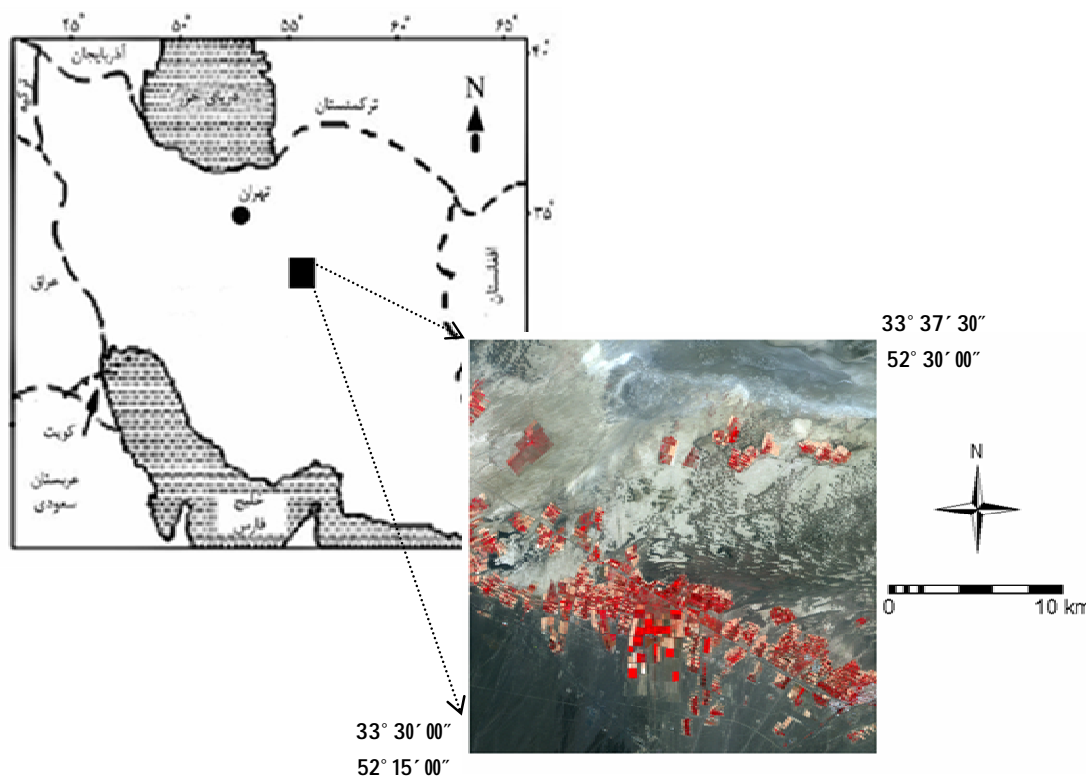 ۴۵° ۵۰° ۵۵° ۶۰° ۶۵°
۴۰°
آذربایجان
ترکیه
دریای خزر
N
ترکمنستان
تهران
۳۵°
افغانستان
عراق
کویت
عربستان
سعودی
خلیج
فارس
33° 37′ 30″
52° 30′ 00″
N
0 10 km
33° 30′ 00″
52° 15′ 00″